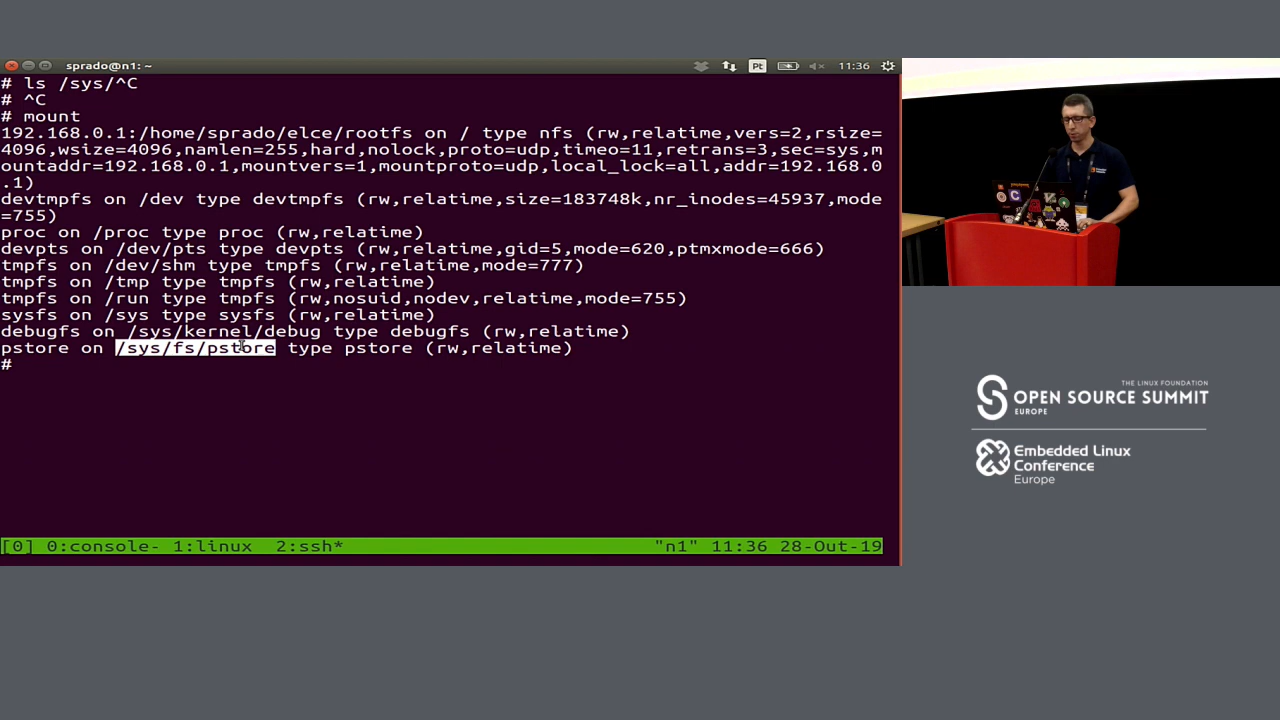 sprado@n1: ~
Pt
11:36
# ls /sys/^C
# ^C
# mount
192.168.0.1:/home/sprado/elce/rootfs on / type nfs (rw,relatime,vers=2,rsize=
4096,wsize=4096,namlen=255,hard,nolock,proto=udp,timeo=11,retrans=3,sec=sys,m
ountaddr=192.168.0.1,mountvers=1,mountproto=udp,local_lock=all,addr=192.168.0
.1)
devtmpfs on /dev type devtmpfs (rw,relatime,size=183748k,nr_inodes=45937,mode
=755)
proc on /proc type proc (rw,relatime)
devpts on /dev/pts type devpts (rw,relatime,gid=5,mode=620,ptmxmode=666)
tmpfs on /dev/shm type tmpfs (rw,relatime,mode=777)
tmpfs on /tmp type tmpfs (rw,relatime)
tmpfs on /run type tmpfs (rw,nosuid,nodev,relatime,mode=755)
sysfs on /sys type sysfs (rw,relatime)
debugfs on /sys/kernel/debug type debugfs (rw,relatime)
pstore on /sys/fs/pstore type pstore (rw,relatime)
#
[0] 0:console- 1:linux  2:ssh*
"n1" 11:36 28-Oct-19
THE LINUX FOUNDATION
OPEN SOURCE SUMMIT
EUROPE
Embedded Linux
Conference
Europe